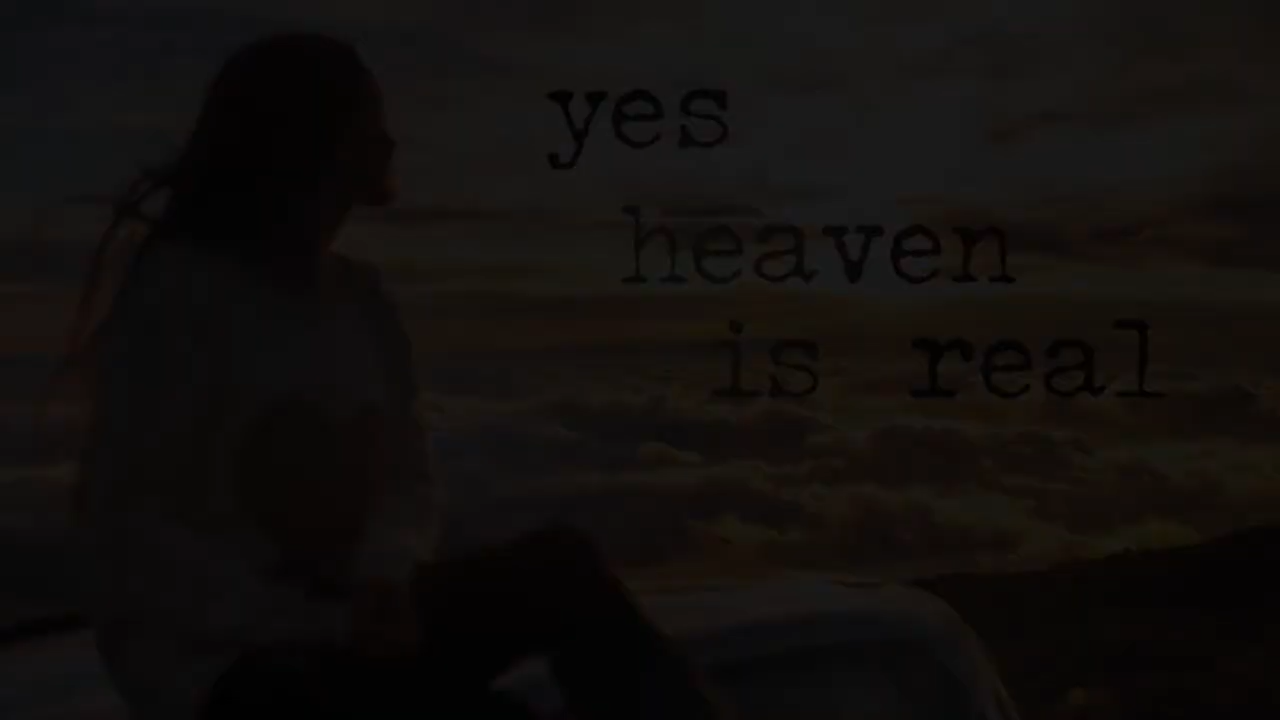 yes
heaven
is real